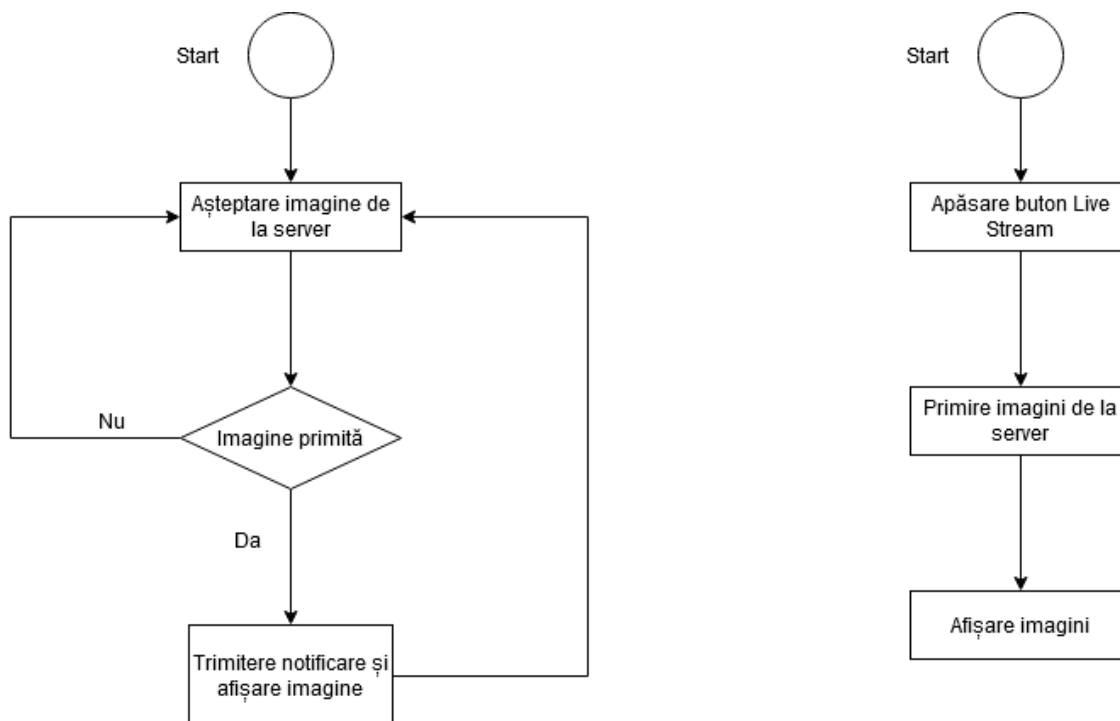 Start
Așteptare imagine de
la server
Imagine primită
Nu
Da
Trimitere notificare și
afișare imagine
Start
Apăsare buton Live
Stream
Primire imagini de la
server
Afișare imagini